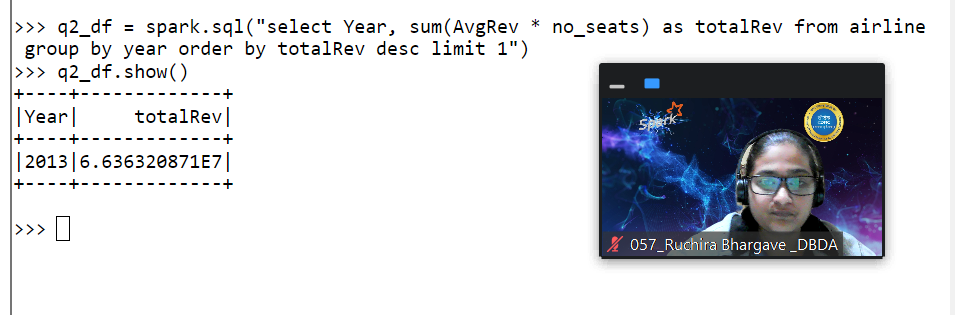 >>> q2_df = spark.sql("select Year, sum(AvgRev * no_seats) as totalRev from airline
 group by year order by totalRev desc limit 1")
>>> q2_df.show()
+----+-------------+
|Year|     totalRev|
+----+-------------+
|2013|6.636320871E7|
+----+-------------+
>>>
Spark
057_Ruchira Bhargave _DBDA